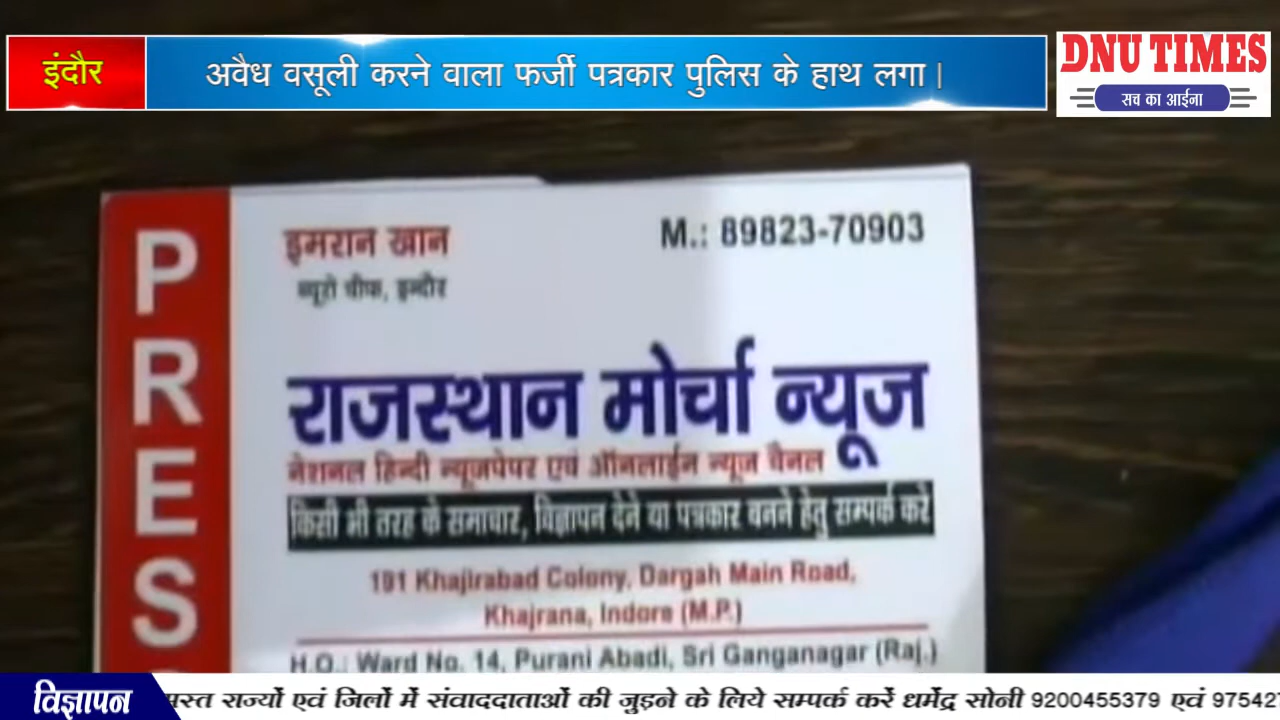 इंदौर
अवैध वसूली करने वाला फर्जी पत्रकार पुलिस के हाथ लगा |
DNU TIMES
सच का आईना
PRESS
इमरान खान
M.: 89823-70903
ब्यूरो चीफ, इन्दौर
राजस्थान मोर्चा न्यूज
नेशनल हिन्दी न्यूजपेपर एवं ऑनलाईन न्यूज चैनल
किसी भी तरह के समाचार, विज्ञापन देने या पत्रकार बनने हेतु सम्पर्क करे
191 Khajirabad Colony, Dargah Main Road,
Khajrana, Indore (M.P.)
H.O.: Ward No. 14, Purani Abadi, Sri Ganganagar (Raj.)
विज्ञापन
स्त राज्यों एवं जिलों में संवाददाताओं की जुड़ने के लिये सम्पर्क करें धर्मेंद्र सोनी 9200455379 एवं 97542